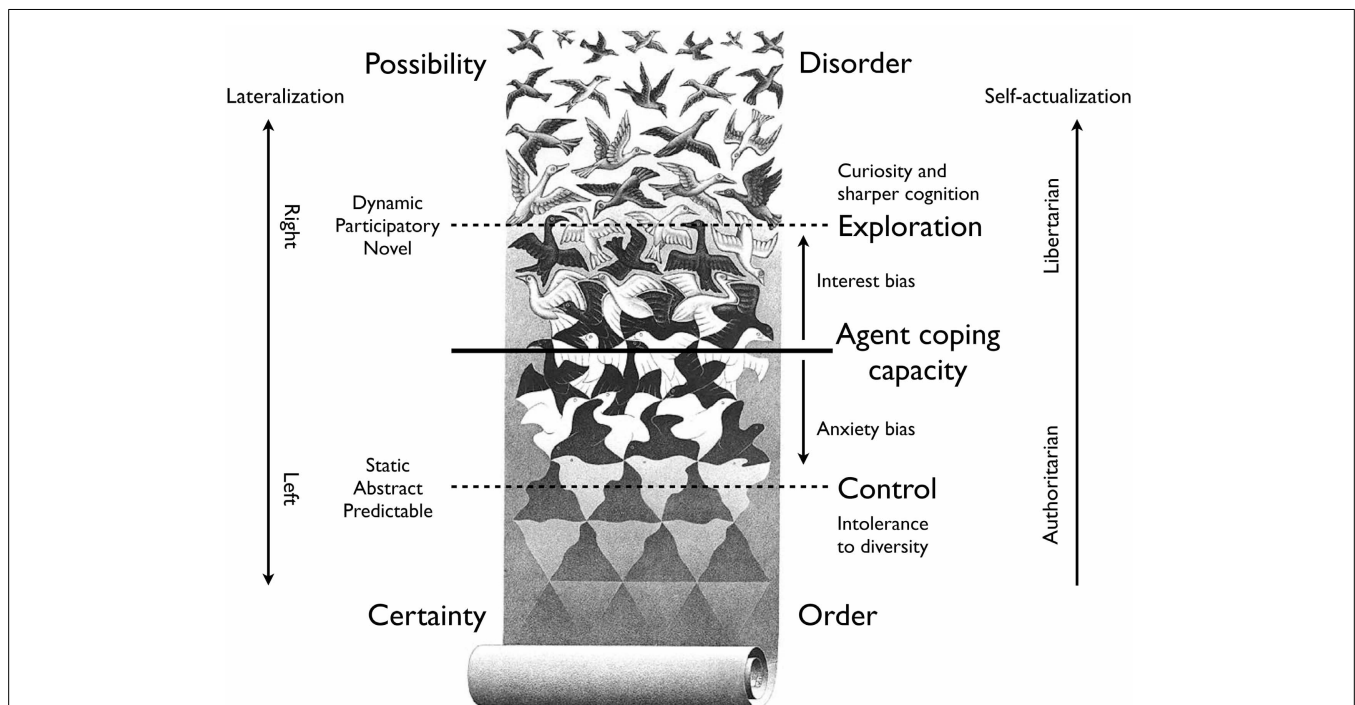 Possibility
Disorder
Lateralization
Self-actualization
Curiosity and
sharper cognition
Dynamic
Participatory
Novel
Right
Exploration
Libertarian
Interest bias
Agent coping
capacity
Anxiety bias
Static
Abstract
Predictable
Left
Control
Authoritarian
Intolerance
to diversity
Certainty
Order